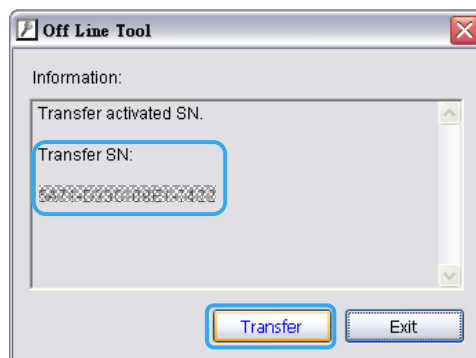 Off Line Tool
Information:
Transfer activated SN.
Transfer SN:
Transfer
Exit